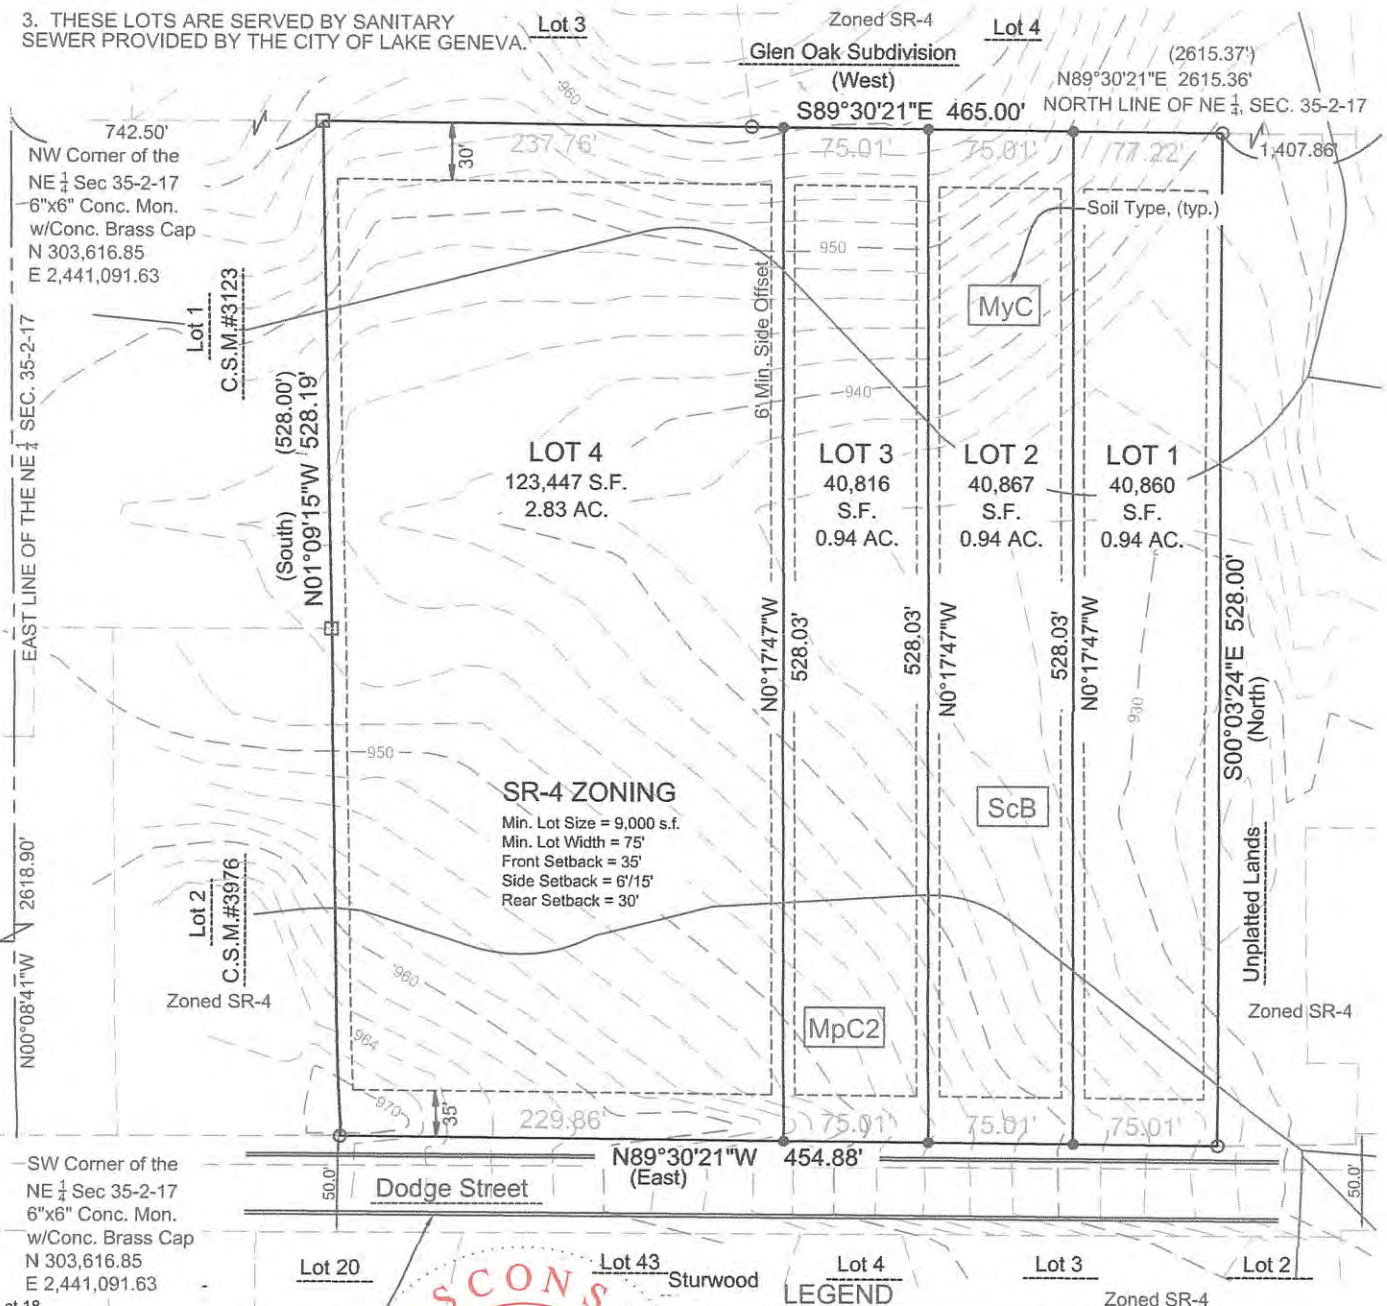 3. THESE LOTS ARE SERVED BY SANITARY
SEWER PROVIDED BY THE CITY OF LAKE GENEVA.
Lot 3
Zoned SR-4
Lot 4
Glen Oak Subdivision
(West)
(2615.37')
N89°30'21"E 2615.36'
S89°30'21"E 465.00'
NORTH LINE OF NE 1/4, SEC. 35-2-17
960
742.50'
237.76'
75.01'
75.01'
77.22'
1,407.86'
30'
NW Corner of the
NE 1/4 Sec 35-2-17
6"x6" Conc. Mon.
w/Conc. Brass Cap
N 303,616.85
E 2,441,091.63
Soil Type, (typ.)
950
MyC
6' Min. Side Offset
940
Lot 1
C.S.M.#3123
EAST LINE OF THE NE 1/4 SEC. 35-2-17
(South) (528.00')
N01°09'15"W 528.19'
LOT 4
123,447 S.F.
2.83 AC.
LOT 3
40,816
S.F.
0.94 AC.
LOT 2
40,867
S.F.
0.94 AC.
LOT 1
40,860
S.F.
0.94 AC.
N0°17'47"W
528.03'
528.03'
N0°17'47"W
528.03'
N0°17'47"W
930
S00°03'24"E 528.00'
(North)
950
SR-4 ZONING
Min. Lot Size = 9,000 s.f.
Min. Lot Width = 75'
Front Setback = 35'
Side Setback = 6'/15'
Rear Setback = 30'
ScB
N00°08'41"W 2618.90'
Lot 2
C.S.M.#3976
Zoned SR-4
Unplatted Lands
Zoned SR-4
960
964
970
MpC2
35'
229.86'
75.01'
75.01'
75.01'
N89°30'21"W 454.88'
(East)
SW Corner of the
NE 1/4 Sec 35-2-17
6"x6" Conc. Mon.
w/Conc. Brass Cap
N 303,616.85
E 2,441,091.63
50.0'
Dodge Street
50.0'
Lot 20
Lot 43
Sturwood
Lot 4
Lot 3
Lot 2
SCONS
LEGEND
Zoned SR-4